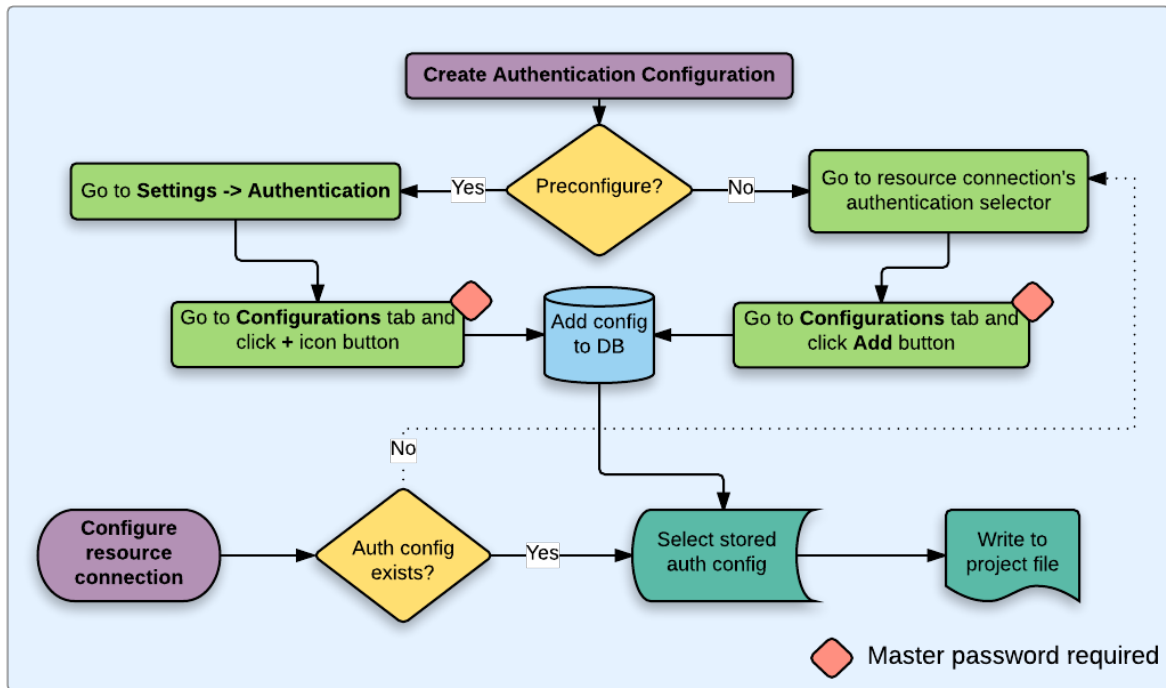 Create Authentication Configuration
Preconfigure?
Yes
No
Go to Settings -> Authentication
Go to resource connection's
authentication selector
Go to Configurations tab and
click + icon button
Add config
to DB
Go to Configurations tab and
click Add button
No
Configure
resource
connection
Auth config
exists?
Yes
Select stored
auth config
Write to
project file
Master password required